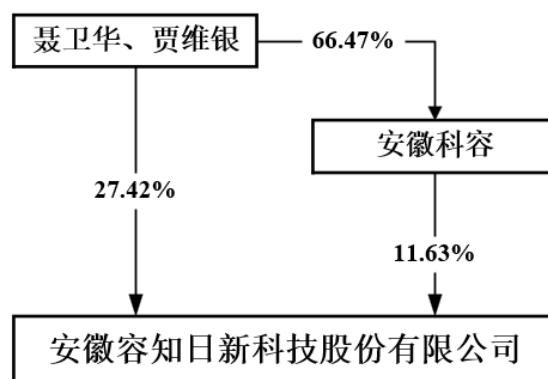 聂卫华、贾维银
66.47%
安徽科容
27.42%
11.63%
安徽容知日新科技股份有限公司